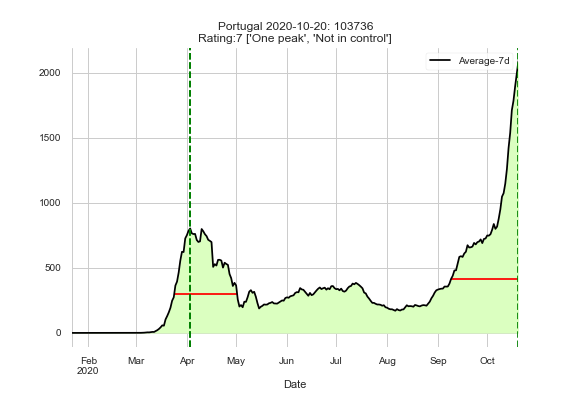 Portugal 2020-10-20: 103736
Rating:7 ['One peak', 'Not in control']
Average-7d
2000
1500
1000
500
0
Feb Mar Apr May Jun Jul Aug Sep Oct
2020
Date